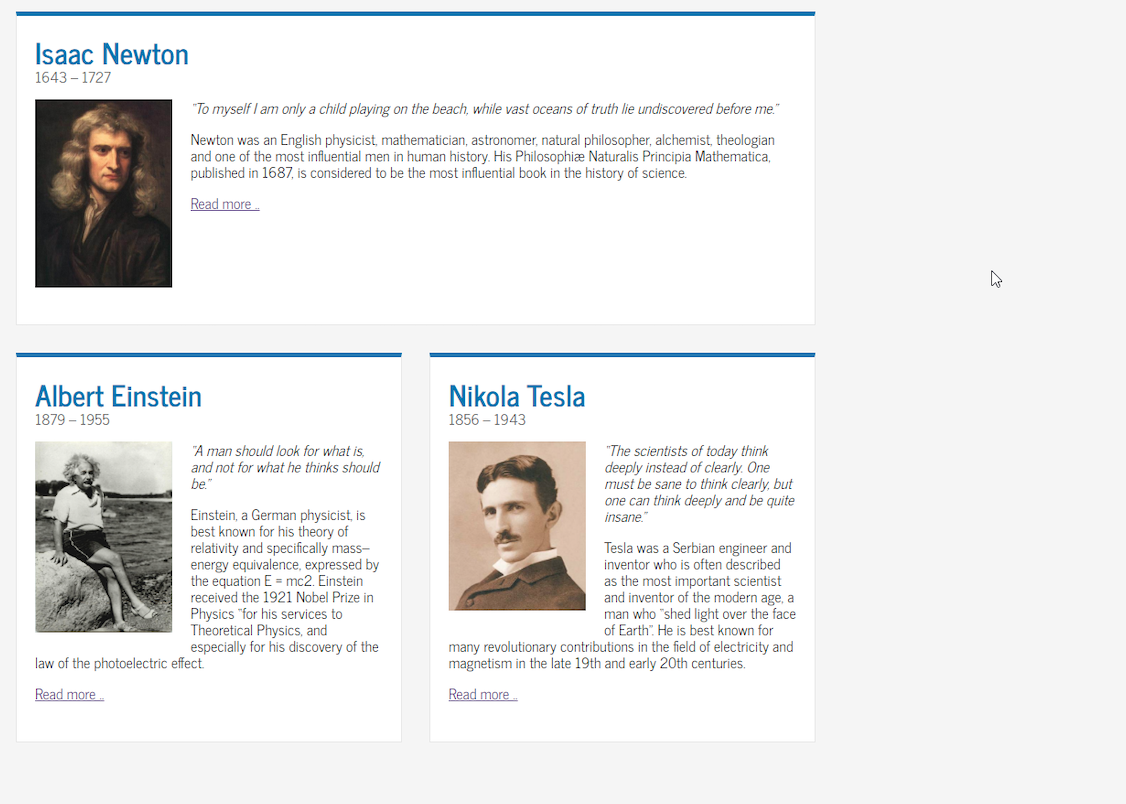 Isaac Newton
1643 – 1727
"To myself I am only a child playing on the beach, while vast oceans of truth lie undiscovered before me."
Newton was an English physicist, mathematician, astronomer, natural philosopher, alchemist, theologian
and one of the most influential men in human history. His Philosophiæ Naturalis Principia Mathematica,
published in 1687, is considered to be the most influential book in the history of science.
Read more ..
Albert Einstein
1879 – 1955
"A man should look for what is,
and not for what he thinks should
be."
Einstein, a German physicist, is
best known for his theory of
relativity and specifically mass–
energy equivalence, expressed by
the equation E = mc2. Einstein
received the 1921 Nobel Prize in
Physics "for his services to
Theoretical Physics, and
especially for his discovery of the
law of the photoelectric effect.
Read more ..
Nikola Tesla
1856 – 1943
"The scientists of today think
deeply instead of clearly. One
must be sane to think clearly, but
one can think deeply and be quite
insane."
Tesla was a Serbian engineer and
inventor who is often described
as the most important scientist
and inventor of the modern age, a
man who "shed light over the face
of Earth". He is best known for
many revolutionary contributions in the field of electricity and
magnetism in the late 19th and early 20th centuries.
Read more ..